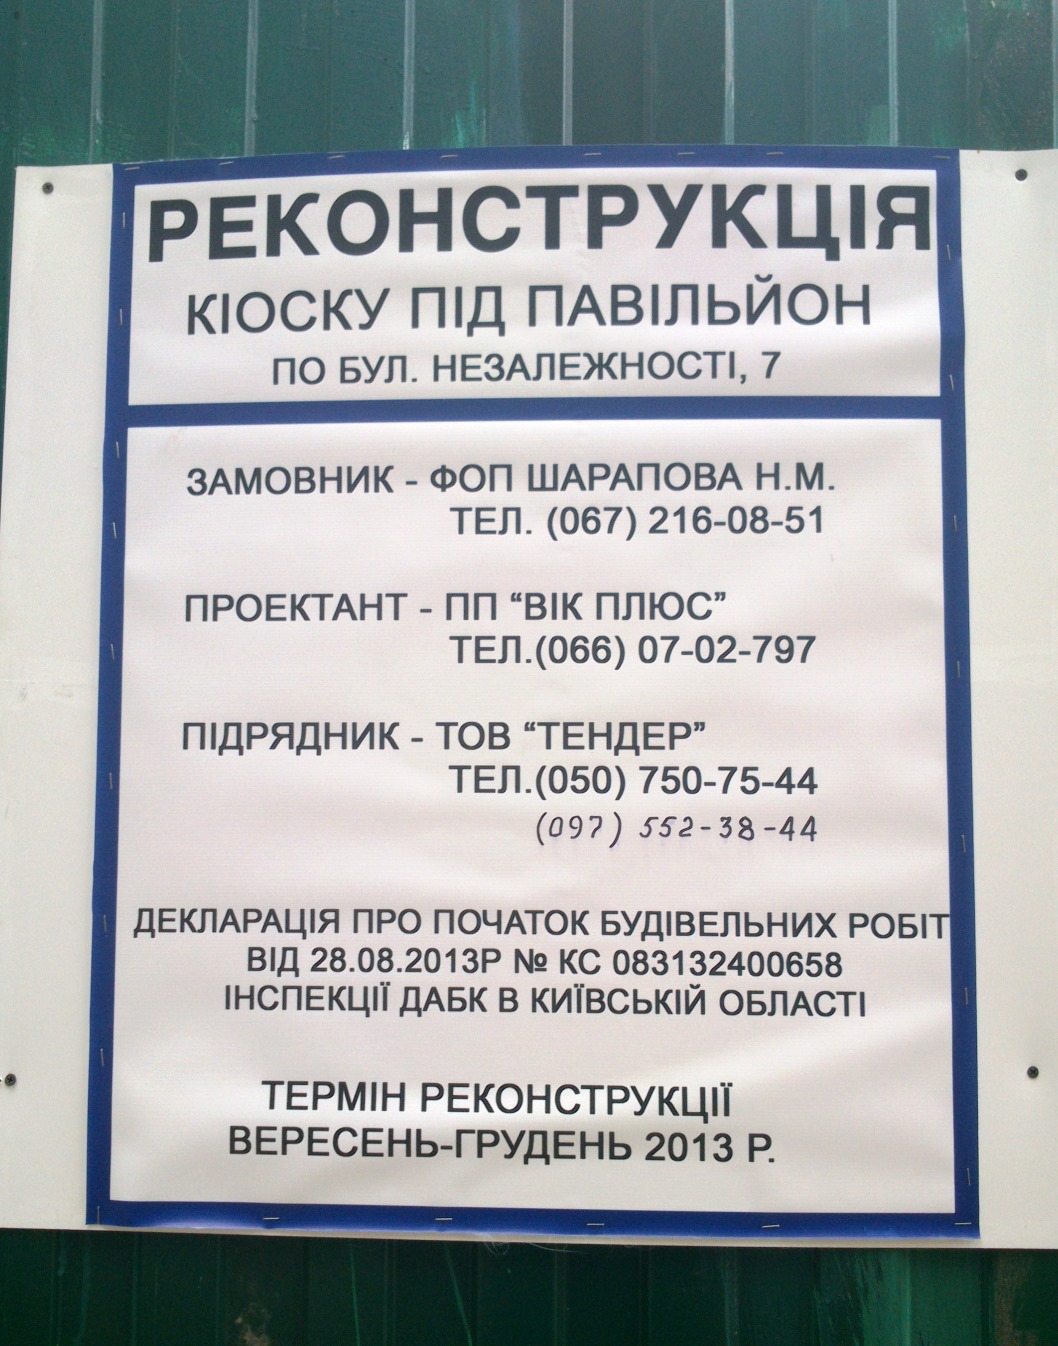 РЕКОНСТРУКЦІЯ
КІОСКУ ПІД ПАВІЛЬЙОН
ПО БУЛ. НЕЗАЛЕЖНОСТІ, 7
ЗАМОВНИК - ФОП ШАРАПОВА Н.М.
ТЕЛ. (067) 216-08-51
ПРОЕКТАНТ - ПП “ВІК ПЛЮС”
ТЕЛ.(066) 07-02-797
ПІДРЯДНИК - ТОВ “ТЕНДЕР”
ТЕЛ.(050) 750-75-44
(097) 552-38-44
ДЕКЛАРАЦІЯ ПРО ПОЧАТОК БУДІВЕЛЬНИХ РОБІТ
ВІД 28.08.2013Р № КС 083132400658
ІНСПЕКЦІЇ ДАБК В КИЇВСЬКІЙ ОБЛАСТІ
ТЕРМІН РЕКОНСТРУКЦІЇ
ВЕРЕСЕНЬ-ГРУДЕНЬ 2013 Р.